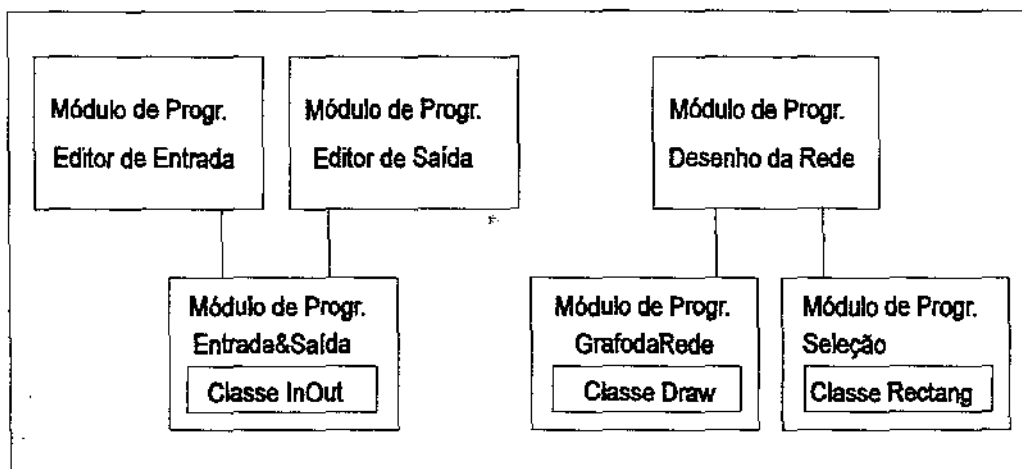 Módulo de Progr.
Editor de Entrada
Módulo de Progr.
Editor de Saída
Módulo de Progr.
Desenho da Rede
Módulo de Progr.
Entrada&Saída
Classe InOut
Módulo de Progr.
GrafodaRede
Classe Draw
Módulo de Progr.
Seleção
Classe Rectang